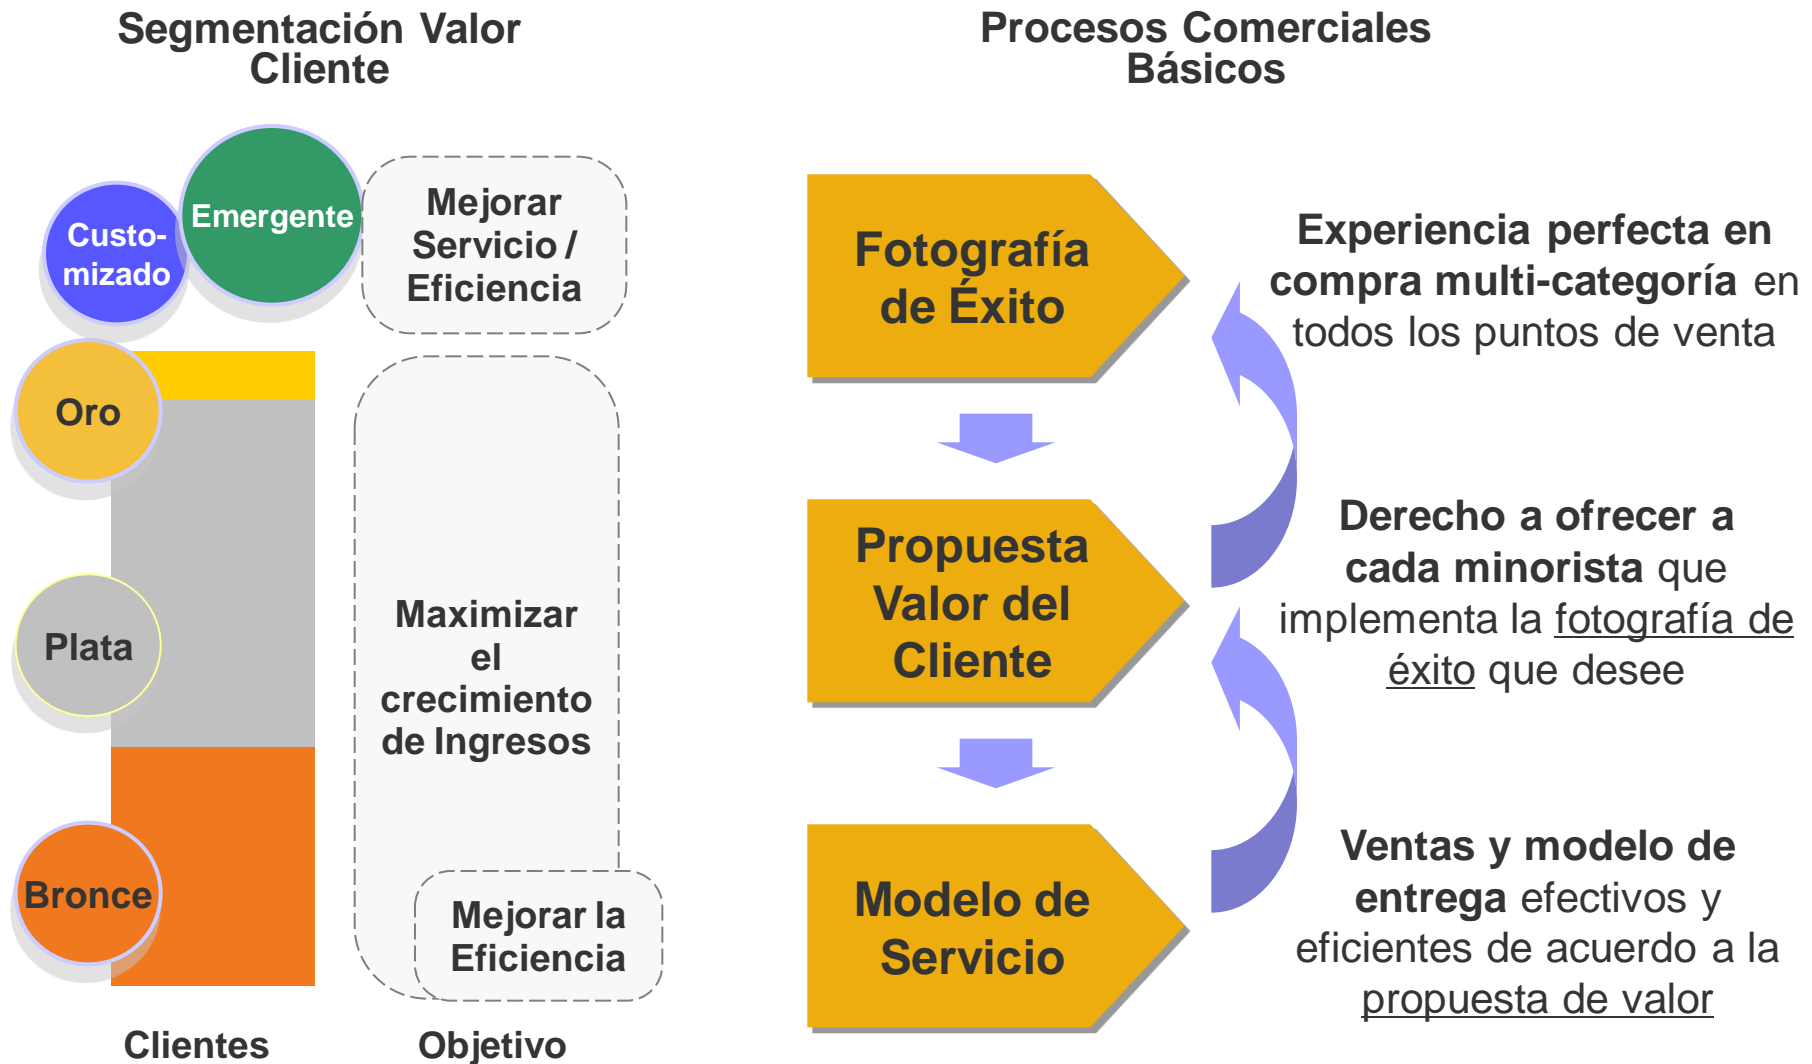 Segmentación Valor
Cliente
Custo-
mizado
Emergente
Mejorar
Servicio /
Eficiencia
Oro
Plata
Bronce
Maximizar
el
crecimiento
de Ingresos
Mejorar la
Eficiencia
Clientes
Objetivo
Procesos Comerciales
Básicos
Fotografía
de Éxito
Experiencia perfecta en
compra multi-categoría en
todos los puntos de venta
Propuesta
Valor del
Cliente
Derecho a ofrecer a
cada minorista que
implementa la fotografía de
éxito que desee
Modelo de
Servicio
Ventas y modelo de
entrega efectivos y
eficientes de acuerdo a la
propuesta de valor